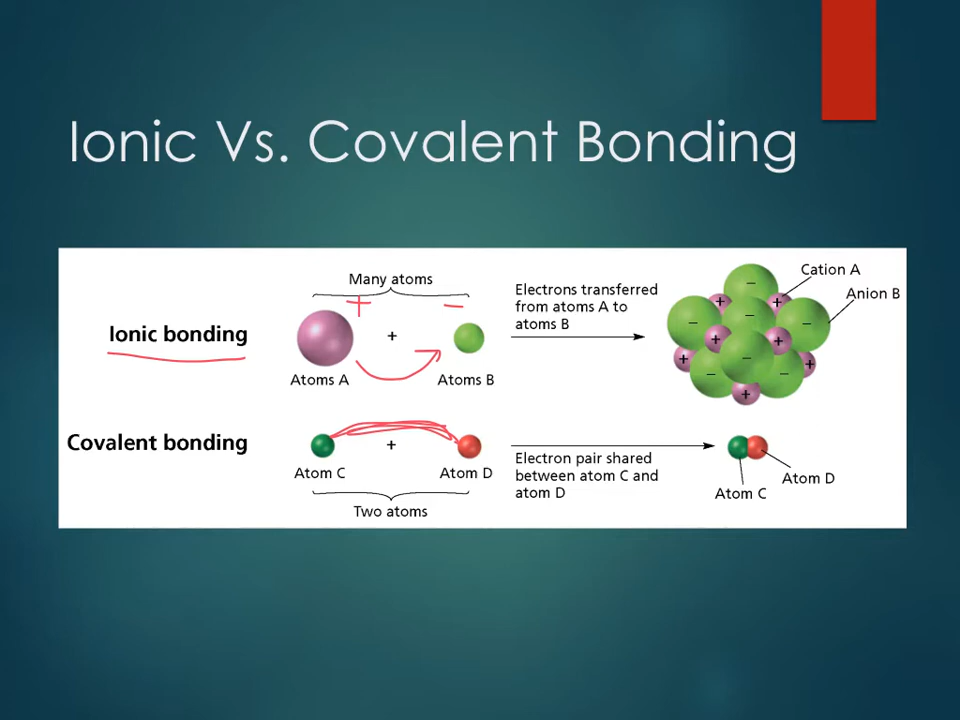 Ionic Vs. Covalent Bonding
Many atoms
+
−
Ionic bonding
+
Atoms A
Atoms B
Electrons transferred
from atoms A to
atoms B
Cation A
Anion B
−
+
+
−
−
−
+
+
+
−
+
−
−
+
Covalent bonding
+
Atom C
Atom D
Two atoms
Electron pair shared
between atom C and
atom D
Atom C
Atom D